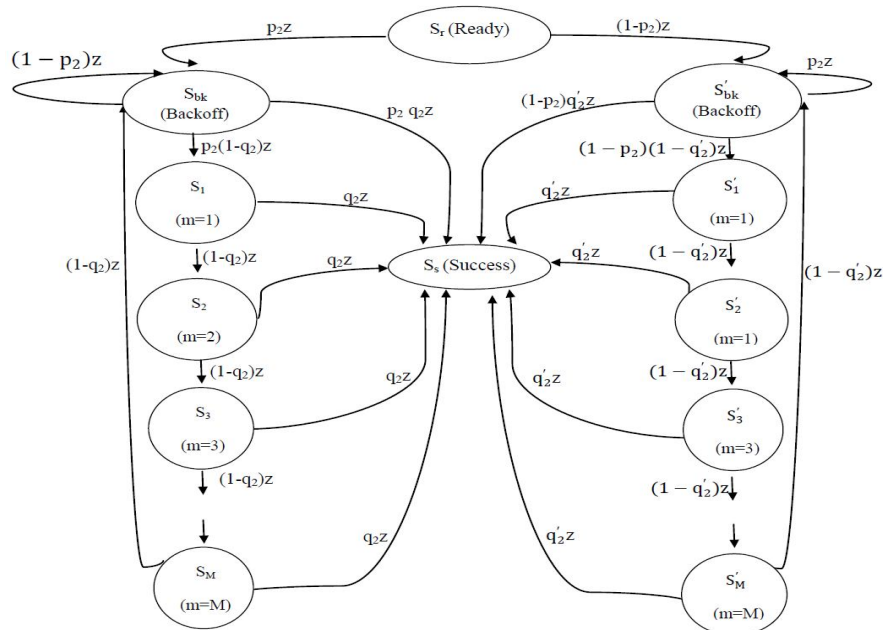 p₂z
S_r (Ready)
(1-p₂)z
(1 − p₂)z
p₂z
S_bk
(Backoff)
S′_bk
(Backoff)
p₂ q₂z
(1-p₂)q′₂z
p₂(1-q₂)z
(1 − p₂)(1 − q′₂)z
S₁
(m=1)
S′₁
(m=1)
q₂z
q′₂z
(1-q₂)z
(1-q₂)z
q₂z
S_s (Success)
q′₂z
(1 − q′₂)z
(1 − q′₂)z
S₂
(m=2)
S′₂
(m=1)
(1-q₂)z
q₂z
q′₂z
(1 − q′₂)z
S₃
(m=3)
S′₃
(m=3)
(1-q₂)z
(1 − q′₂)z
q₂z
q′₂z
S_M
(m=M)
S′_M
(m=M)